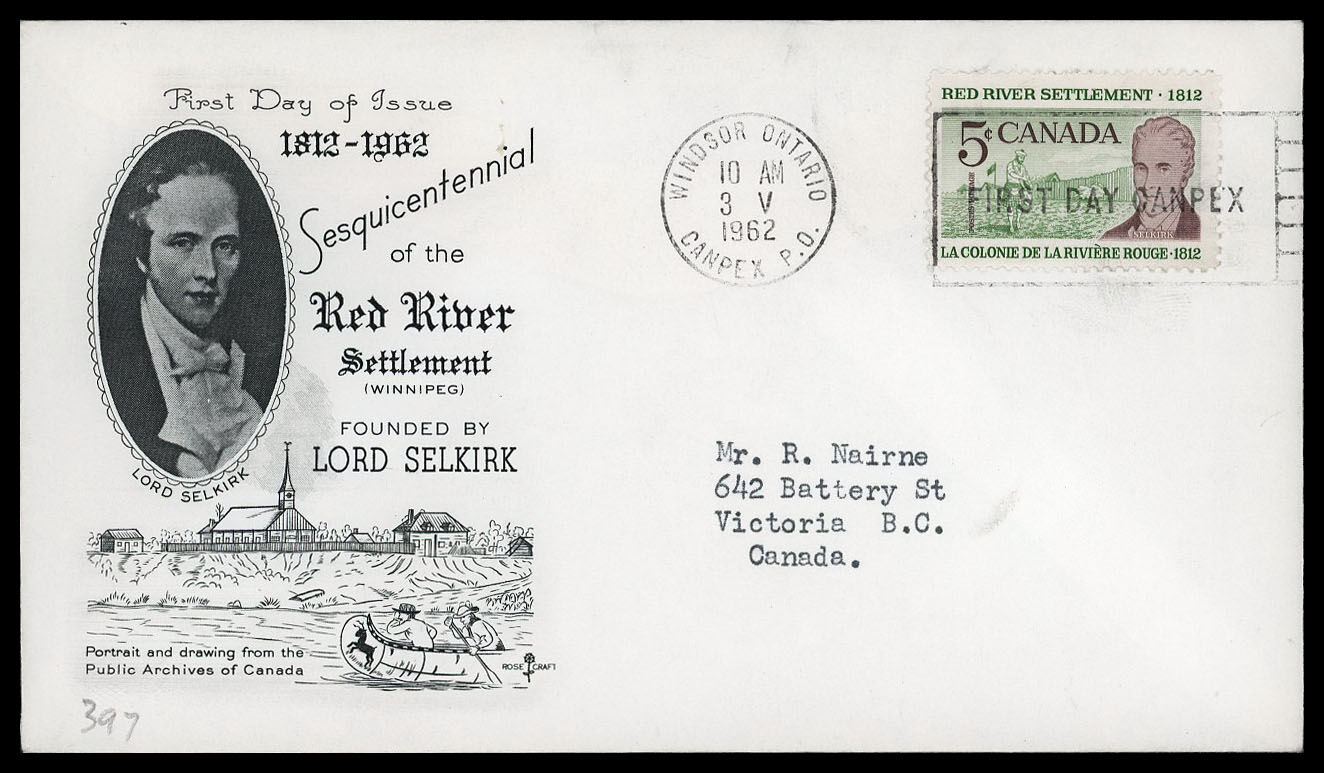 First Day of Issue
1812-1962
Sesquicentennial
of the
Red River
Settlement
(WINNIPEG)
FOUNDED BY
LORD SELKIRK
LORD SELKIRK
Portrait and drawing from the
Public Archives of Canada
ROSE CRAFT
397
WINDSOR ONTARIO
10 AM
3 V
1962
CANPEX P.O.
RED RIVER SETTLEMENT · 1812
5¢ CANADA
FIRST DAY CANPEX
SELKIRK
LA COLONIE DE LA RIVIÈRE ROUGE · 1812
Mr. R. Nairne
642 Battery St
Victoria B.C.
Canada.